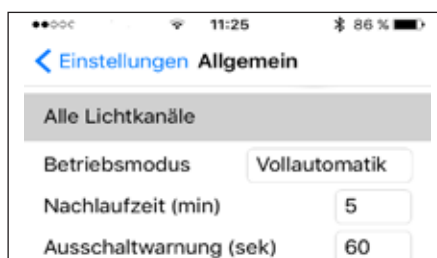 11:25 86 %
Einstellungen Allgemein
Alle Lichtkanäle
Betriebsmodus Vollautomatik
Nachlaufzeit (min) 5
Ausschaltwarnung (sek) 60